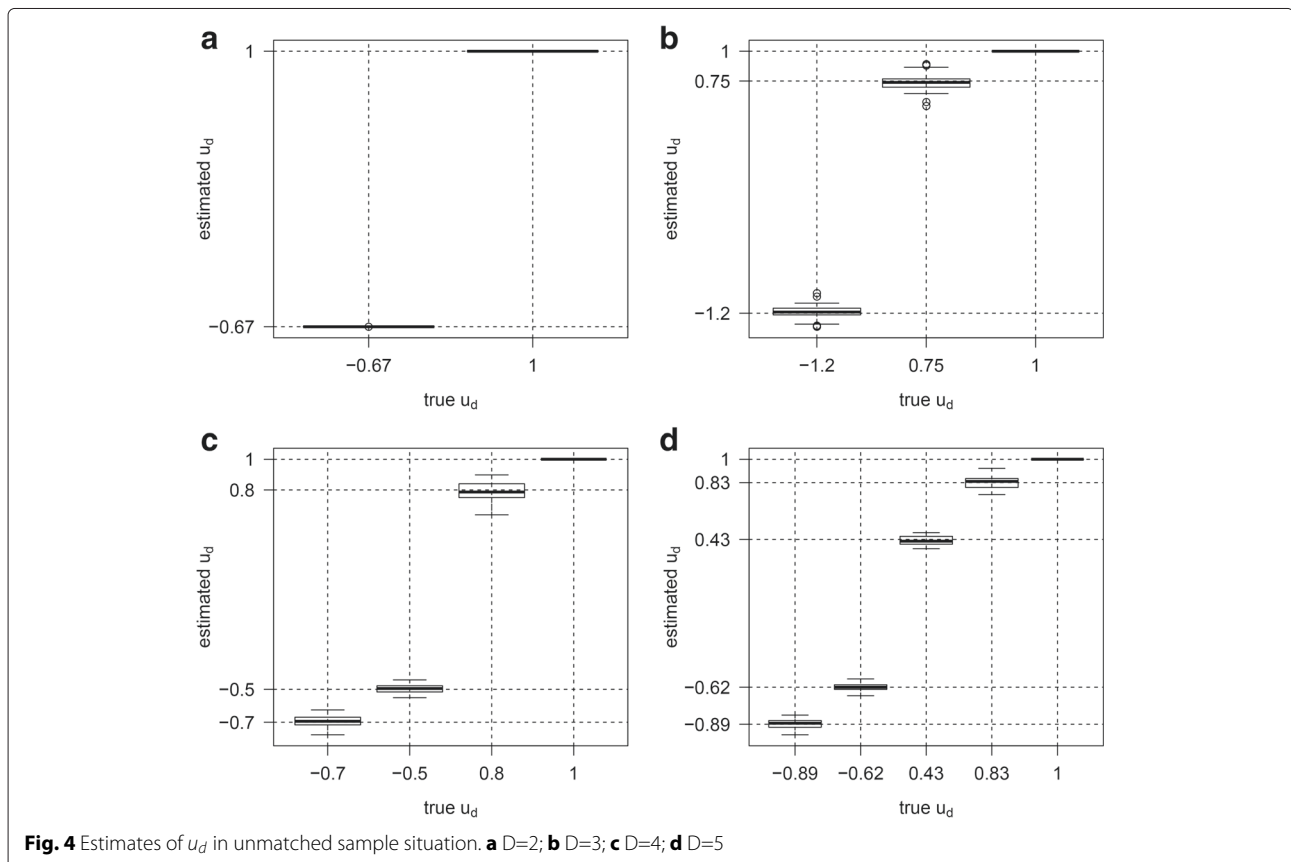 a
1
−0.67
estimated u_d
−0.67 1
true u_d
b
1
0.75
−1.2
estimated u_d
−1.2 0.75 1
true u_d
c
1
0.8
−0.5
−0.7
estimated u_d
−0.7 −0.5 0.8 1
true u_d
d
1
0.83
0.43
−0.62
−0.89
estimated u_d
−0.89 −0.62 0.43 0.83 1
true u_d
Fig. 4 Estimates of u_d in unmatched sample situation. a D=2; b D=3; c D=4; d D=5